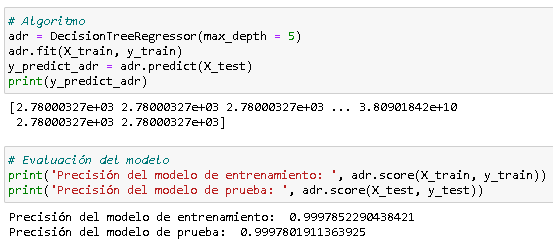 # Algoritmo
adr = DecisionTreeRegressor(max_depth = 5)
adr.fit(X_train, y_train)
y_predict_adr = adr.predict(X_test)
print(y_predict_adr)
[2.78000327e+03 2.78000327e+03 2.78000327e+03 ... 3.80901842e+10
 2.78000327e+03 2.78000327e+03]
# Evaluación del modelo
print('Precisión del modelo de entrenamiento: ', adr.score(X_train, y_train))
print('Precisión del modelo de prueba: ', adr.score(X_test, y_test))
Precisión del modelo de entrenamiento:  0.9997852290438421
Precisión del modelo de prueba:  0.9997801911363925